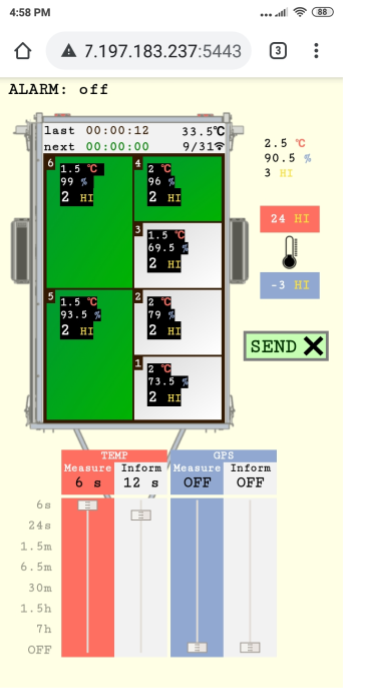 4:58 PM
88
7.197.183.237:5443
3
ALARM: off
last 00:00:12 33.5℃
next 00:00:00 9/31
6
1.5 ℃
99 %
2 HI
4
2 ℃
96 %
2 HI
3
1.5 ℃
69.5 %
2 HI
5
1.5 ℃
93.5 %
2 HI
2
2 ℃
79 %
2 HI
1
2 ℃
73.5 %
2 HI
2.5 ℃
90.5 %
3 HI
24 HI
-3 HI
SEND
TEMP GPS
Measure Inform Measure Inform
6 s 12 s OFF OFF
6s
24s
1.5m
6.5m
30m
1.5h
7h
OFF